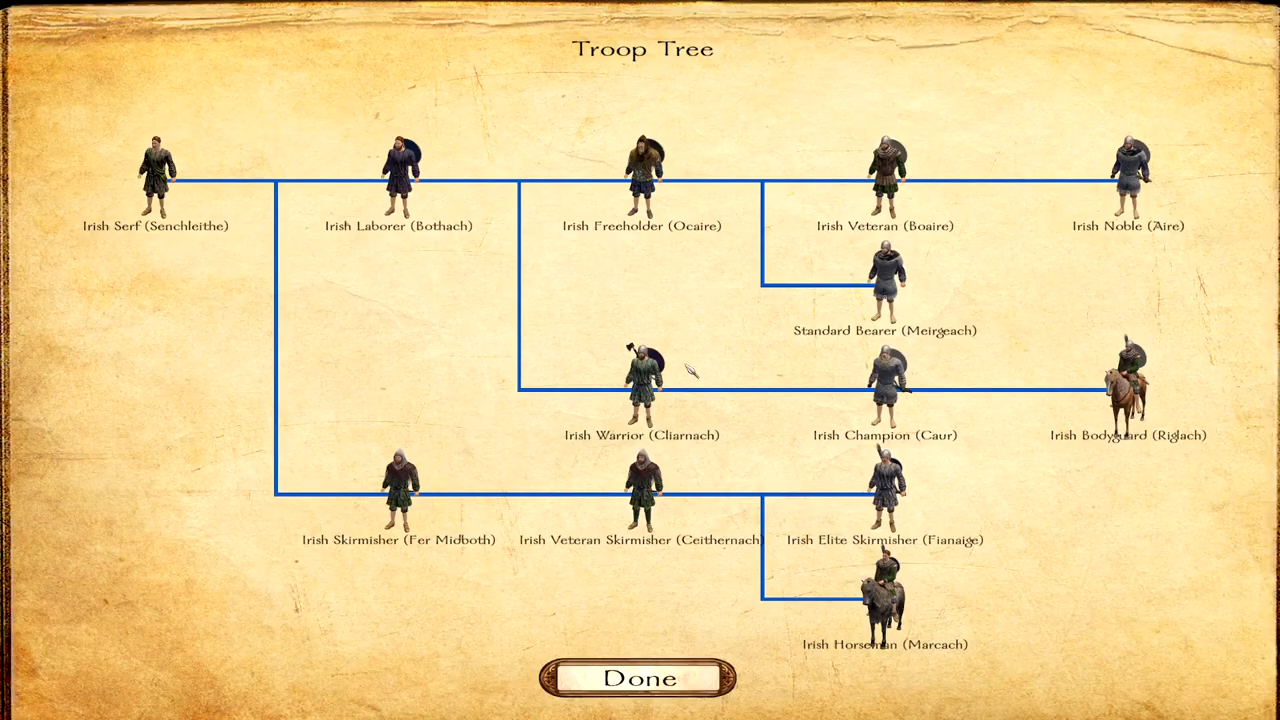 Troop Tree
Irish Serf (Senchleithe)
Irish Laborer (Bothach)
Irish Freeholder (Ocaire)
Irish Veteran (Boaire)
Irish Noble (Aire)
Standard Bearer (Meirgeach)
Irish Warrior (Cliarnach)
Irish Champion (Caur)
Irish Bodyguard (Riglach)
Irish Skirmisher (Fer Midboth)
Irish Veteran Skirmisher (Ceithernach)
Irish Elite Skirmisher (Fianaige)
Irish Horseman (Marcach)
Done